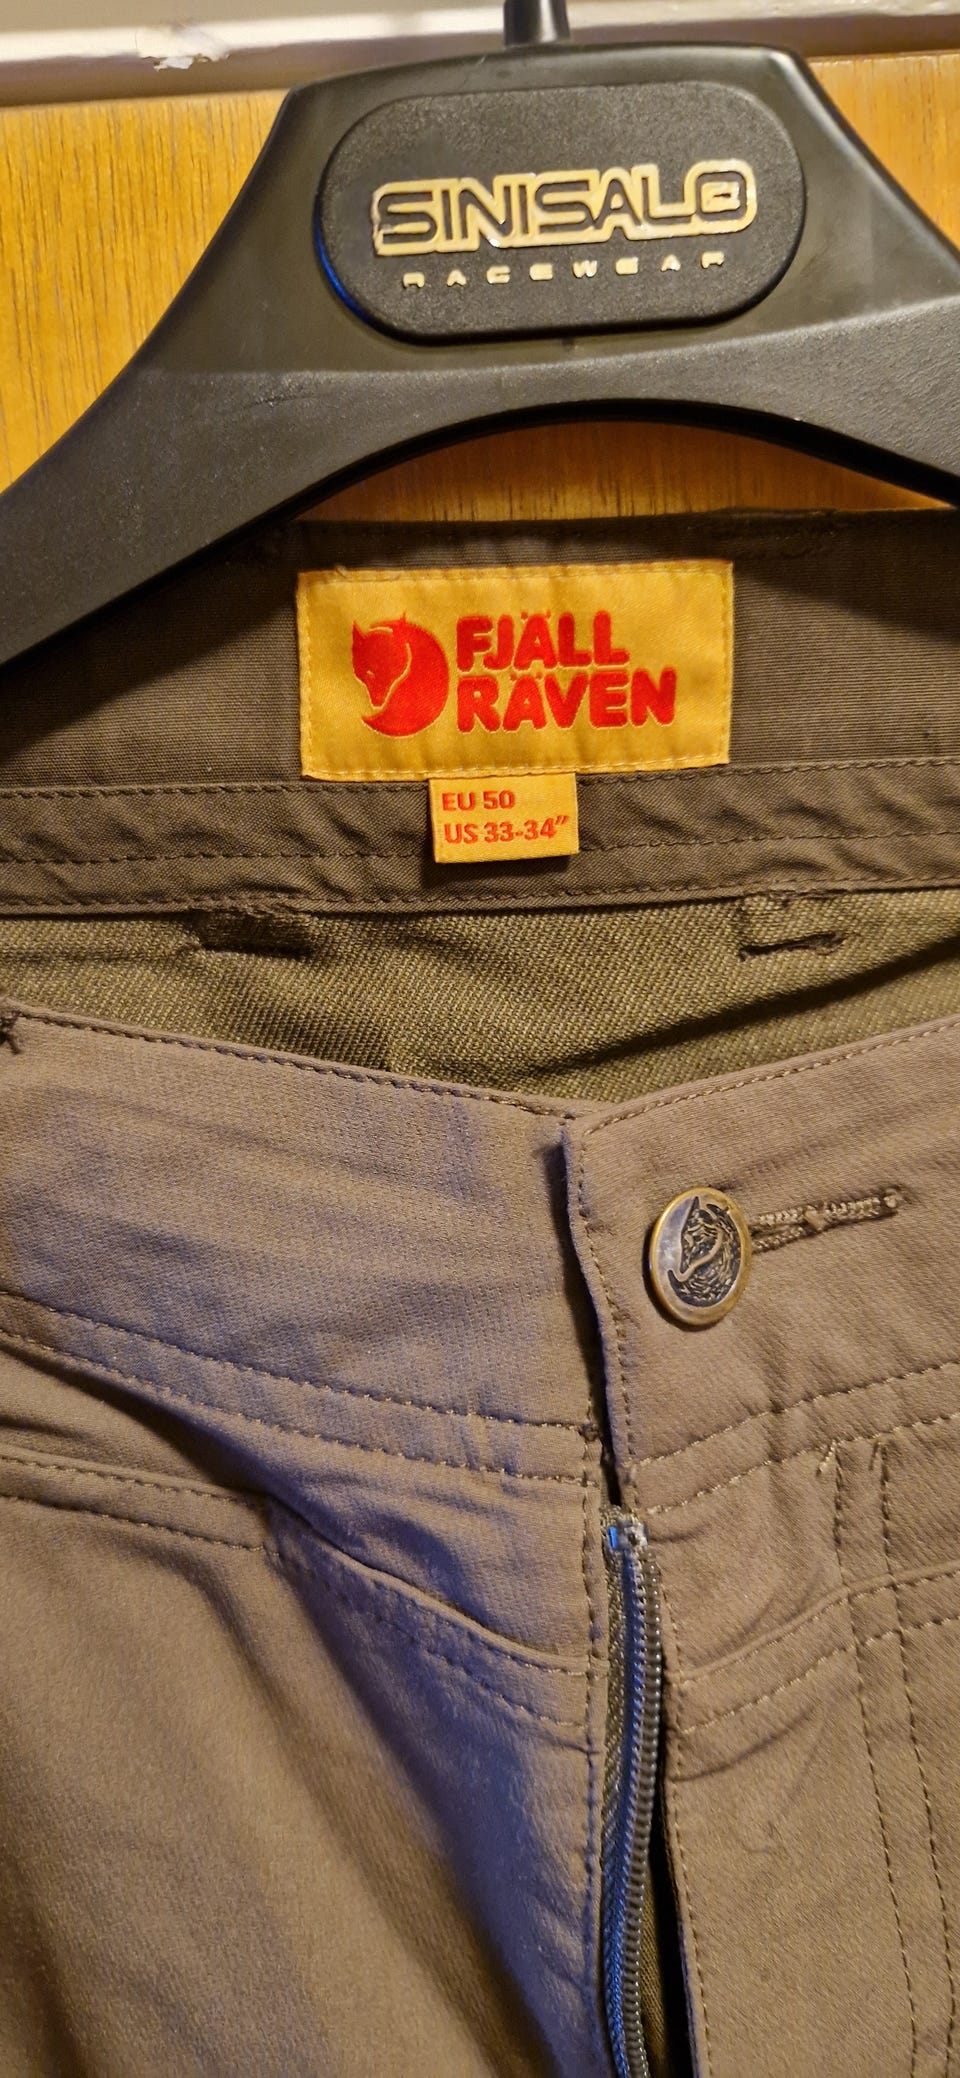 SINISALO
RACEWEAR
FJÄLL
RÄVEN
EU 50
US 33-34"